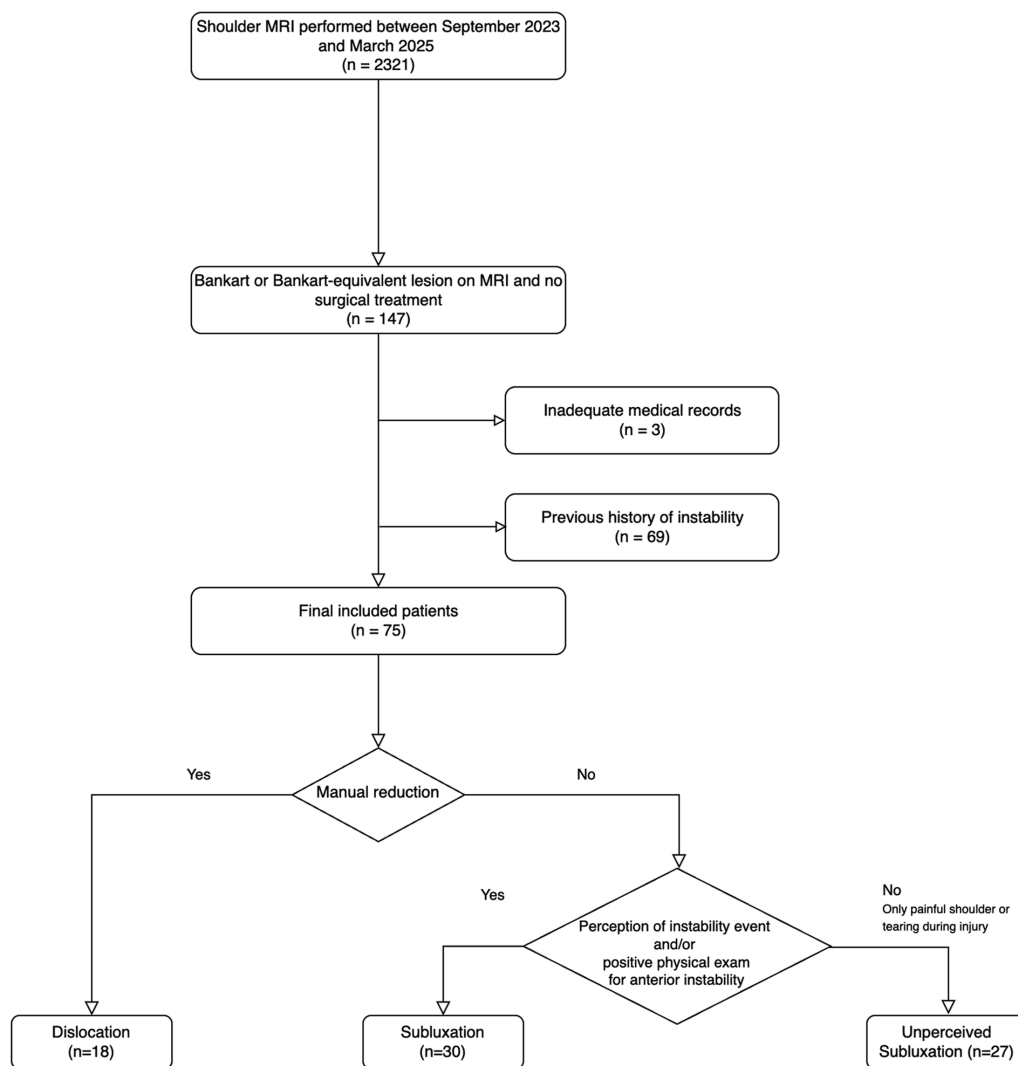 Shoulder MRI performed between September 2023
and March 2025
(n = 2321)
Bankart or Bankart-equivalent lesion on MRI and no
surgical treatment
(n = 147)
Inadequate medical records
(n = 3)
Previous history of instability
(n = 69)
Final included patients
(n = 75)
Manual reduction
Yes
No
Perception of instability event
and/or
positive physical exam
for anterior instability
Yes
No
Only painful shoulder or
tearing during injury
Dislocation
(n=18)
Subluxation
(n=30)
Unperceived
Subluxation (n=27)